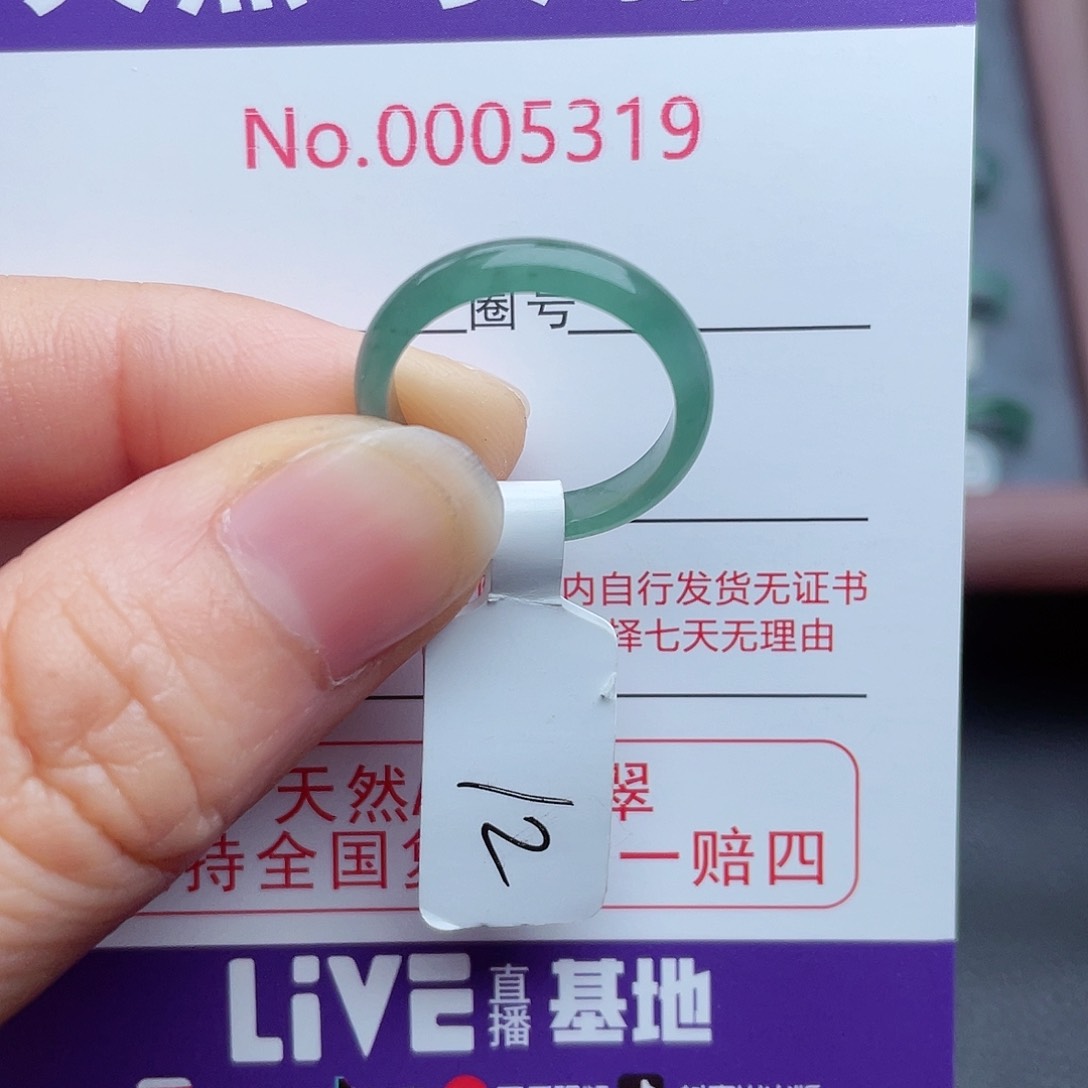 No.0005319
圈号
内自行发货无证书
择七天无理由
天然 翠
持全国 一赔四
12
LiVE直播基地